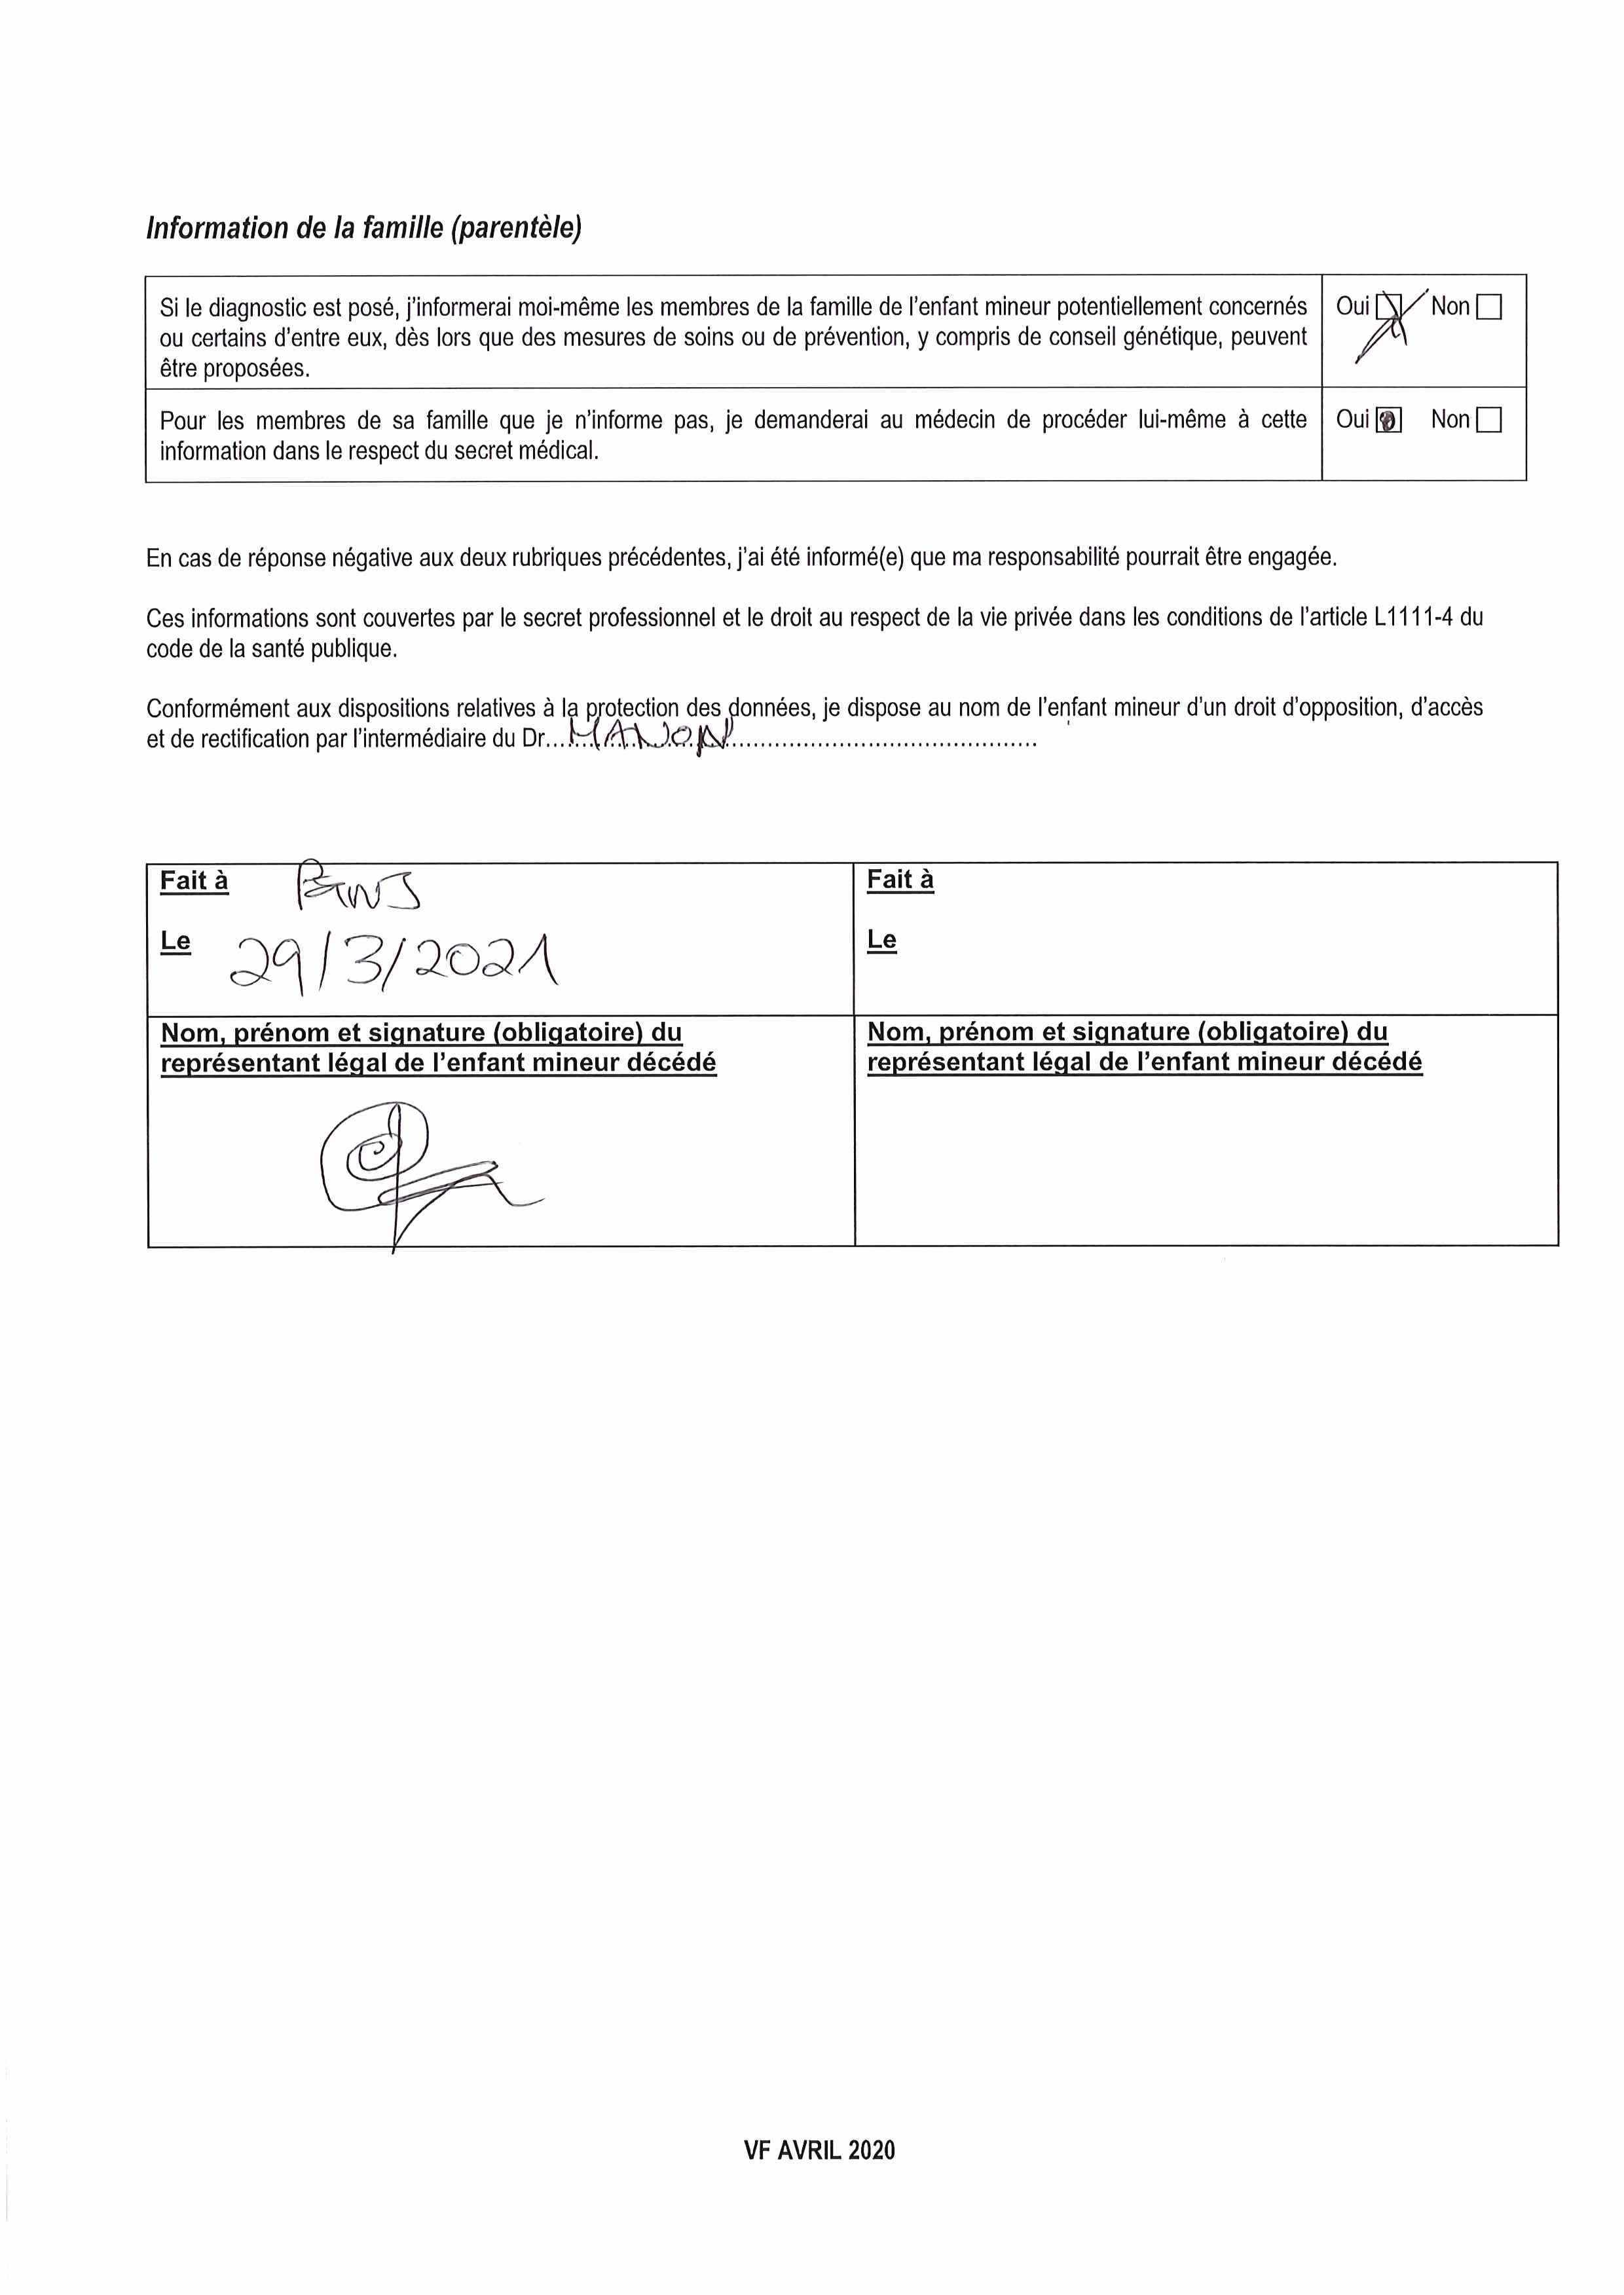 Information de la famille (parentèle)
Si le diagnostic est posé, j'informerai moi-même les membres de la famille de l'enfant mineur potentiellement concernés
ou certains d'entre eux, dès lors que des mesures de soins ou de prévention, y compris de conseil génétique, peuvent
être proposées.
Oui Non
Pour les membres de sa famille que je n'informe pas, je demanderai au médecin de procéder lui-même à cette
information dans le respect du secret médical.
Oui Non
En cas de réponse négative aux deux rubriques précédentes, j'ai été informé(e) que ma responsabilité pourrait être engagée.
Ces informations sont couvertes par le secret professionnel et le droit au respect de la vie privée dans les conditions de l'article L1111-4 du
code de la santé publique.
Conformément aux dispositions relatives à la protection des données, je dispose au nom de l'enfant mineur d'un droit d'opposition, d'accès
et de rectification par l'intermédiaire du Dr. MANON
Fait à
Le 29/3/2021
Nom, prénom et signature (obligatoire) du
représentant légal de l'enfant mineur décédé
Fait à
Le
Nom, prénom et signature (obligatoire) du
représentant légal de l'enfant mineur décédé
VF AVRIL 2020